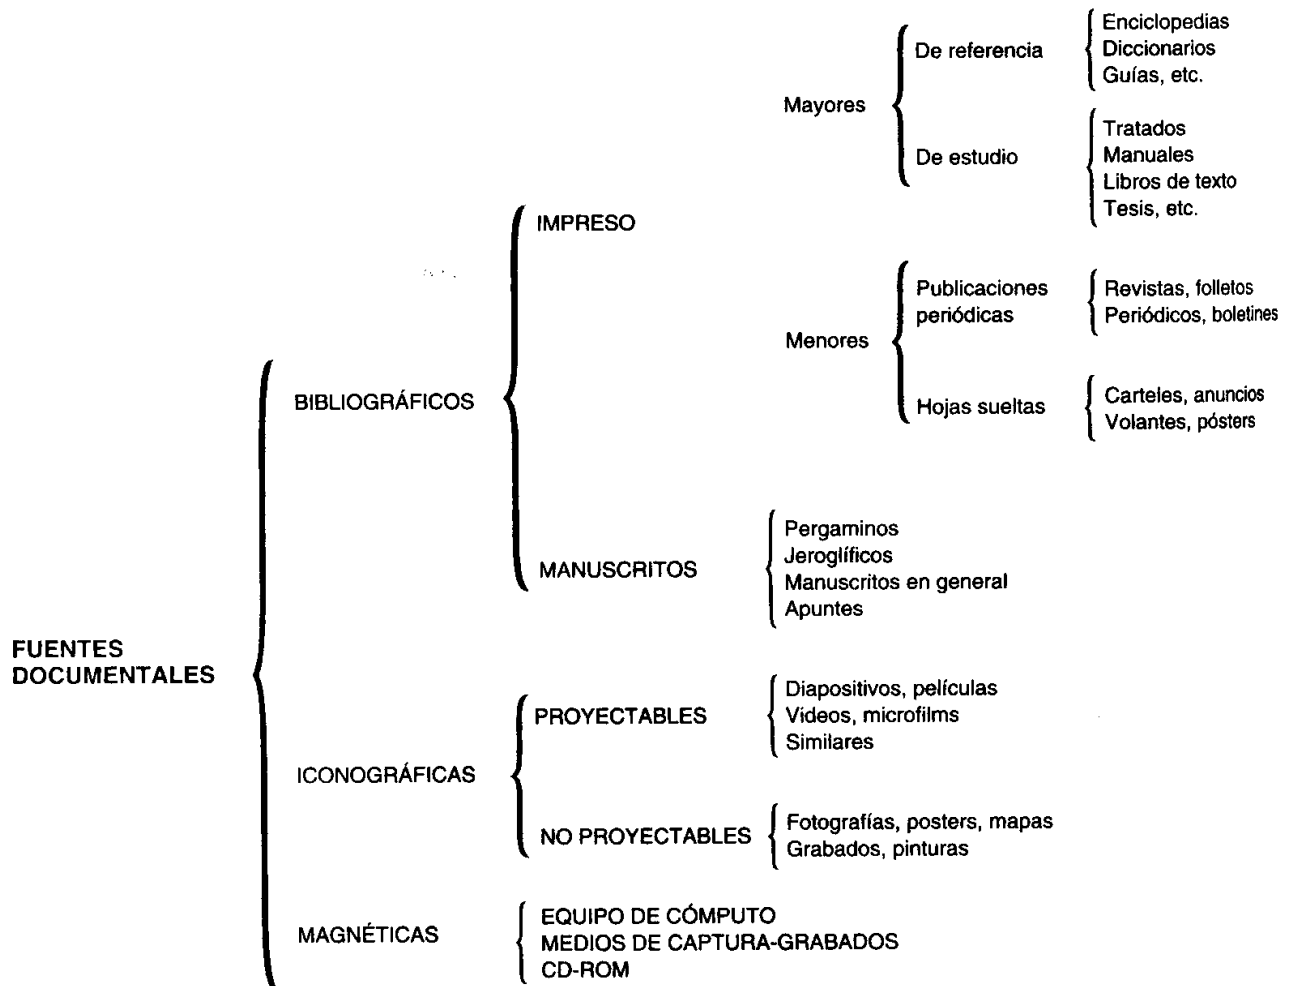 FUENTES
DOCUMENTALES
BIBLIOGRÁFICOS
IMPRESO
Mayores
De referencia
Enciclopedias
Diccionarios
Guías, etc.
De estudio
Tratados
Manuales
Libros de texto
Tesis, etc.
Menores
Publicaciones
periódicas
Revistas, folletos
Periódicos, boletines
Hojas sueltas
Carteles, anuncios
Volantes, pósters
MANUSCRITOS
Pergaminos
Jeroglíficos
Manuscritos en general
Apuntes
ICONOGRÁFICAS
PROYECTABLES
Diapositivos, películas
Videos, microfilms
Similares
NO PROYECTABLES
Fotografías, posters, mapas
Grabados, pinturas
MAGNÉTICAS
EQUIPO DE CÓMPUTO
MEDIOS DE CAPTURA-GRABADOS
CD-ROM